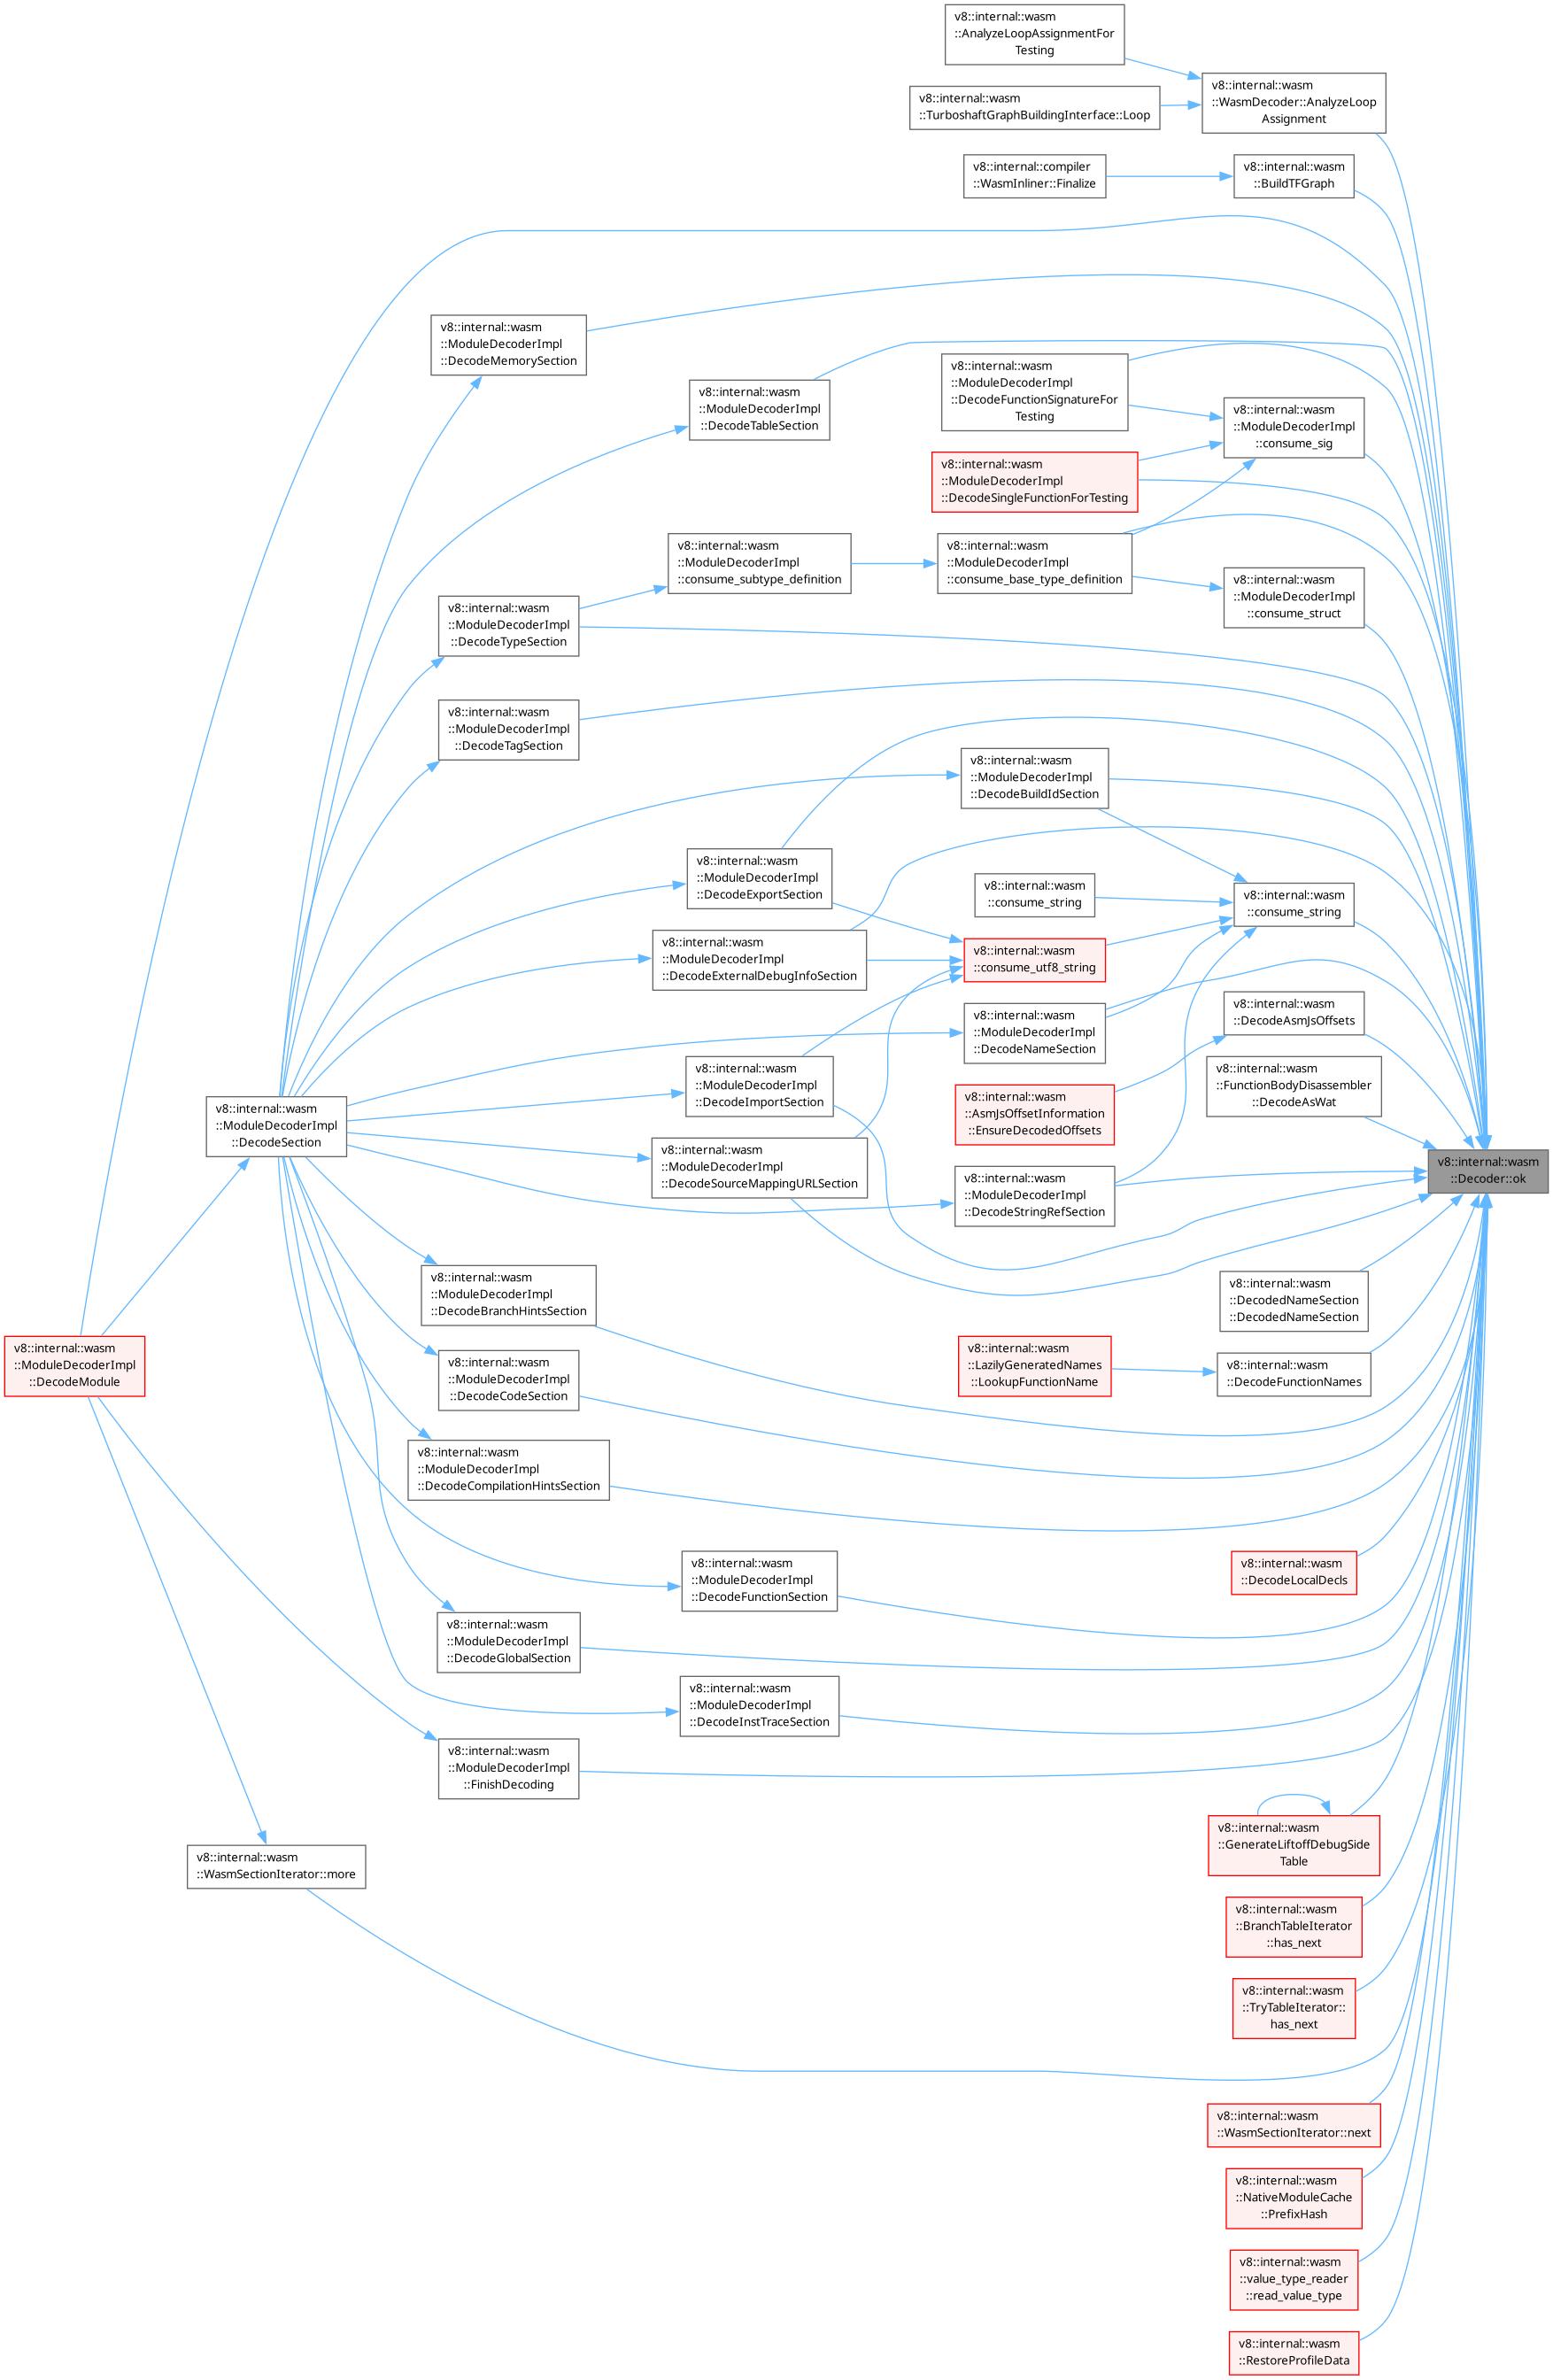 v8::internal::wasm
::AnalyzeLoopAssignmentFor
Testing
v8::internal::wasm
::WasmDecoder::AnalyzeLoop
Assignment
v8::internal::wasm
::TurboshaftGraphBuildingInterface::Loop
v8::internal::compiler
::WasmInliner::Finalize
v8::internal::wasm
::BuildTFGraph
v8::internal::wasm
::ModuleDecoderImpl
::DecodeMemorySection
v8::internal::wasm
::ModuleDecoderImpl
::DecodeTableSection
v8::internal::wasm
::ModuleDecoderImpl
::DecodeFunctionSignatureFor
Testing
v8::internal::wasm
::ModuleDecoderImpl
::consume_sig
v8::internal::wasm
::ModuleDecoderImpl
::DecodeSingleFunctionForTesting
v8::internal::wasm
::ModuleDecoderImpl
::consume_subtype_definition
v8::internal::wasm
::ModuleDecoderImpl
::consume_base_type_definition
v8::internal::wasm
::ModuleDecoderImpl
::consume_struct
v8::internal::wasm
::ModuleDecoderImpl
::DecodeTypeSection
v8::internal::wasm
::ModuleDecoderImpl
::DecodeTagSection
v8::internal::wasm
::ModuleDecoderImpl
::DecodeBuildIdSection
v8::internal::wasm
::ModuleDecoderImpl
::DecodeExportSection
v8::internal::wasm
::consume_string
v8::internal::wasm
::consume_string
v8::internal::wasm
::ModuleDecoderImpl
::DecodeExternalDebugInfoSection
v8::internal::wasm
::consume_utf8_string
v8::internal::wasm
::ModuleDecoderImpl
::DecodeNameSection
v8::internal::wasm
::DecodeAsmJsOffsets
v8::internal::wasm
::ModuleDecoderImpl
::DecodeImportSection
v8::internal::wasm
::AsmJsOffsetInformation
::EnsureDecodedOffsets
v8::internal::wasm
::FunctionBodyDisassembler
::DecodeAsWat
v8::internal::wasm
::ModuleDecoderImpl
::DecodeSection
v8::internal::wasm
::ModuleDecoderImpl
::DecodeSourceMappingURLSection
v8::internal::wasm
::ModuleDecoderImpl
::DecodeStringRefSection
v8::internal::wasm
::Decoder::ok
v8::internal::wasm
::ModuleDecoderImpl
::DecodeBranchHintsSection
v8::internal::wasm
::DecodedNameSection
::DecodedNameSection
v8::internal::wasm
::ModuleDecoderImpl
::DecodeModule
v8::internal::wasm
::ModuleDecoderImpl
::DecodeCodeSection
v8::internal::wasm
::LazilyGeneratedNames
::LookupFunctionName
v8::internal::wasm
::DecodeFunctionNames
v8::internal::wasm
::ModuleDecoderImpl
::DecodeCompilationHintsSection
v8::internal::wasm
::ModuleDecoderImpl
::DecodeFunctionSection
v8::internal::wasm
::DecodeLocalDecls
v8::internal::wasm
::ModuleDecoderImpl
::DecodeGlobalSection
v8::internal::wasm
::ModuleDecoderImpl
::DecodeInstTraceSection
v8::internal::wasm
::ModuleDecoderImpl
::FinishDecoding
v8::internal::wasm
::GenerateLiftoffDebugSide
Table
v8::internal::wasm
::WasmSectionIterator::more
v8::internal::wasm
::BranchTableIterator
::has_next
v8::internal::wasm
::TryTableIterator::
has_next
v8::internal::wasm
::WasmSectionIterator::next
v8::internal::wasm
::NativeModuleCache
::PrefixHash
v8::internal::wasm
::value_type_reader
::read_value_type
v8::internal::wasm
::RestoreProfileData